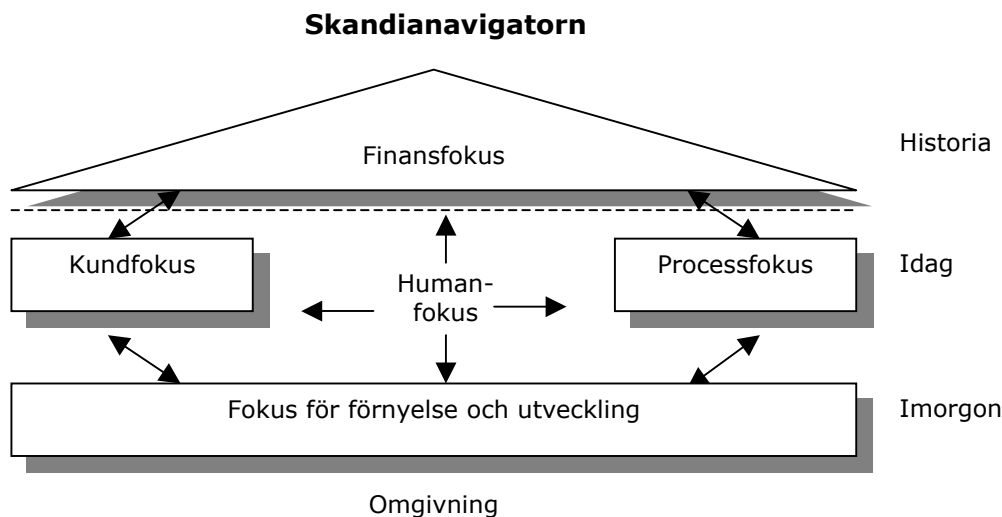 Skandianavigatorn
Historia
Finansfokus
Kundfokus
Processfokus
Idag
Human-
fokus
Fokus för förnyelse och utveckling
Imorgon
Omgivning